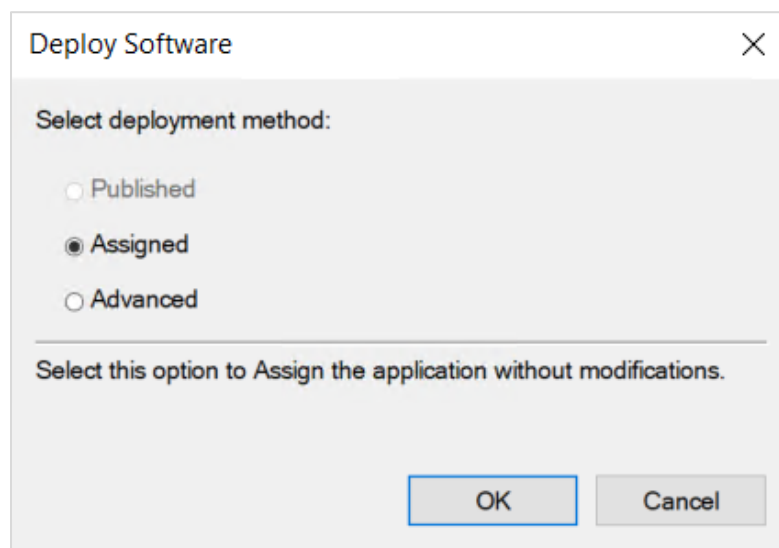 Deploy Software
Select deployment method:
Published
Assigned
Advanced
Select this option to Assign the application without modifications.
OK
Cancel